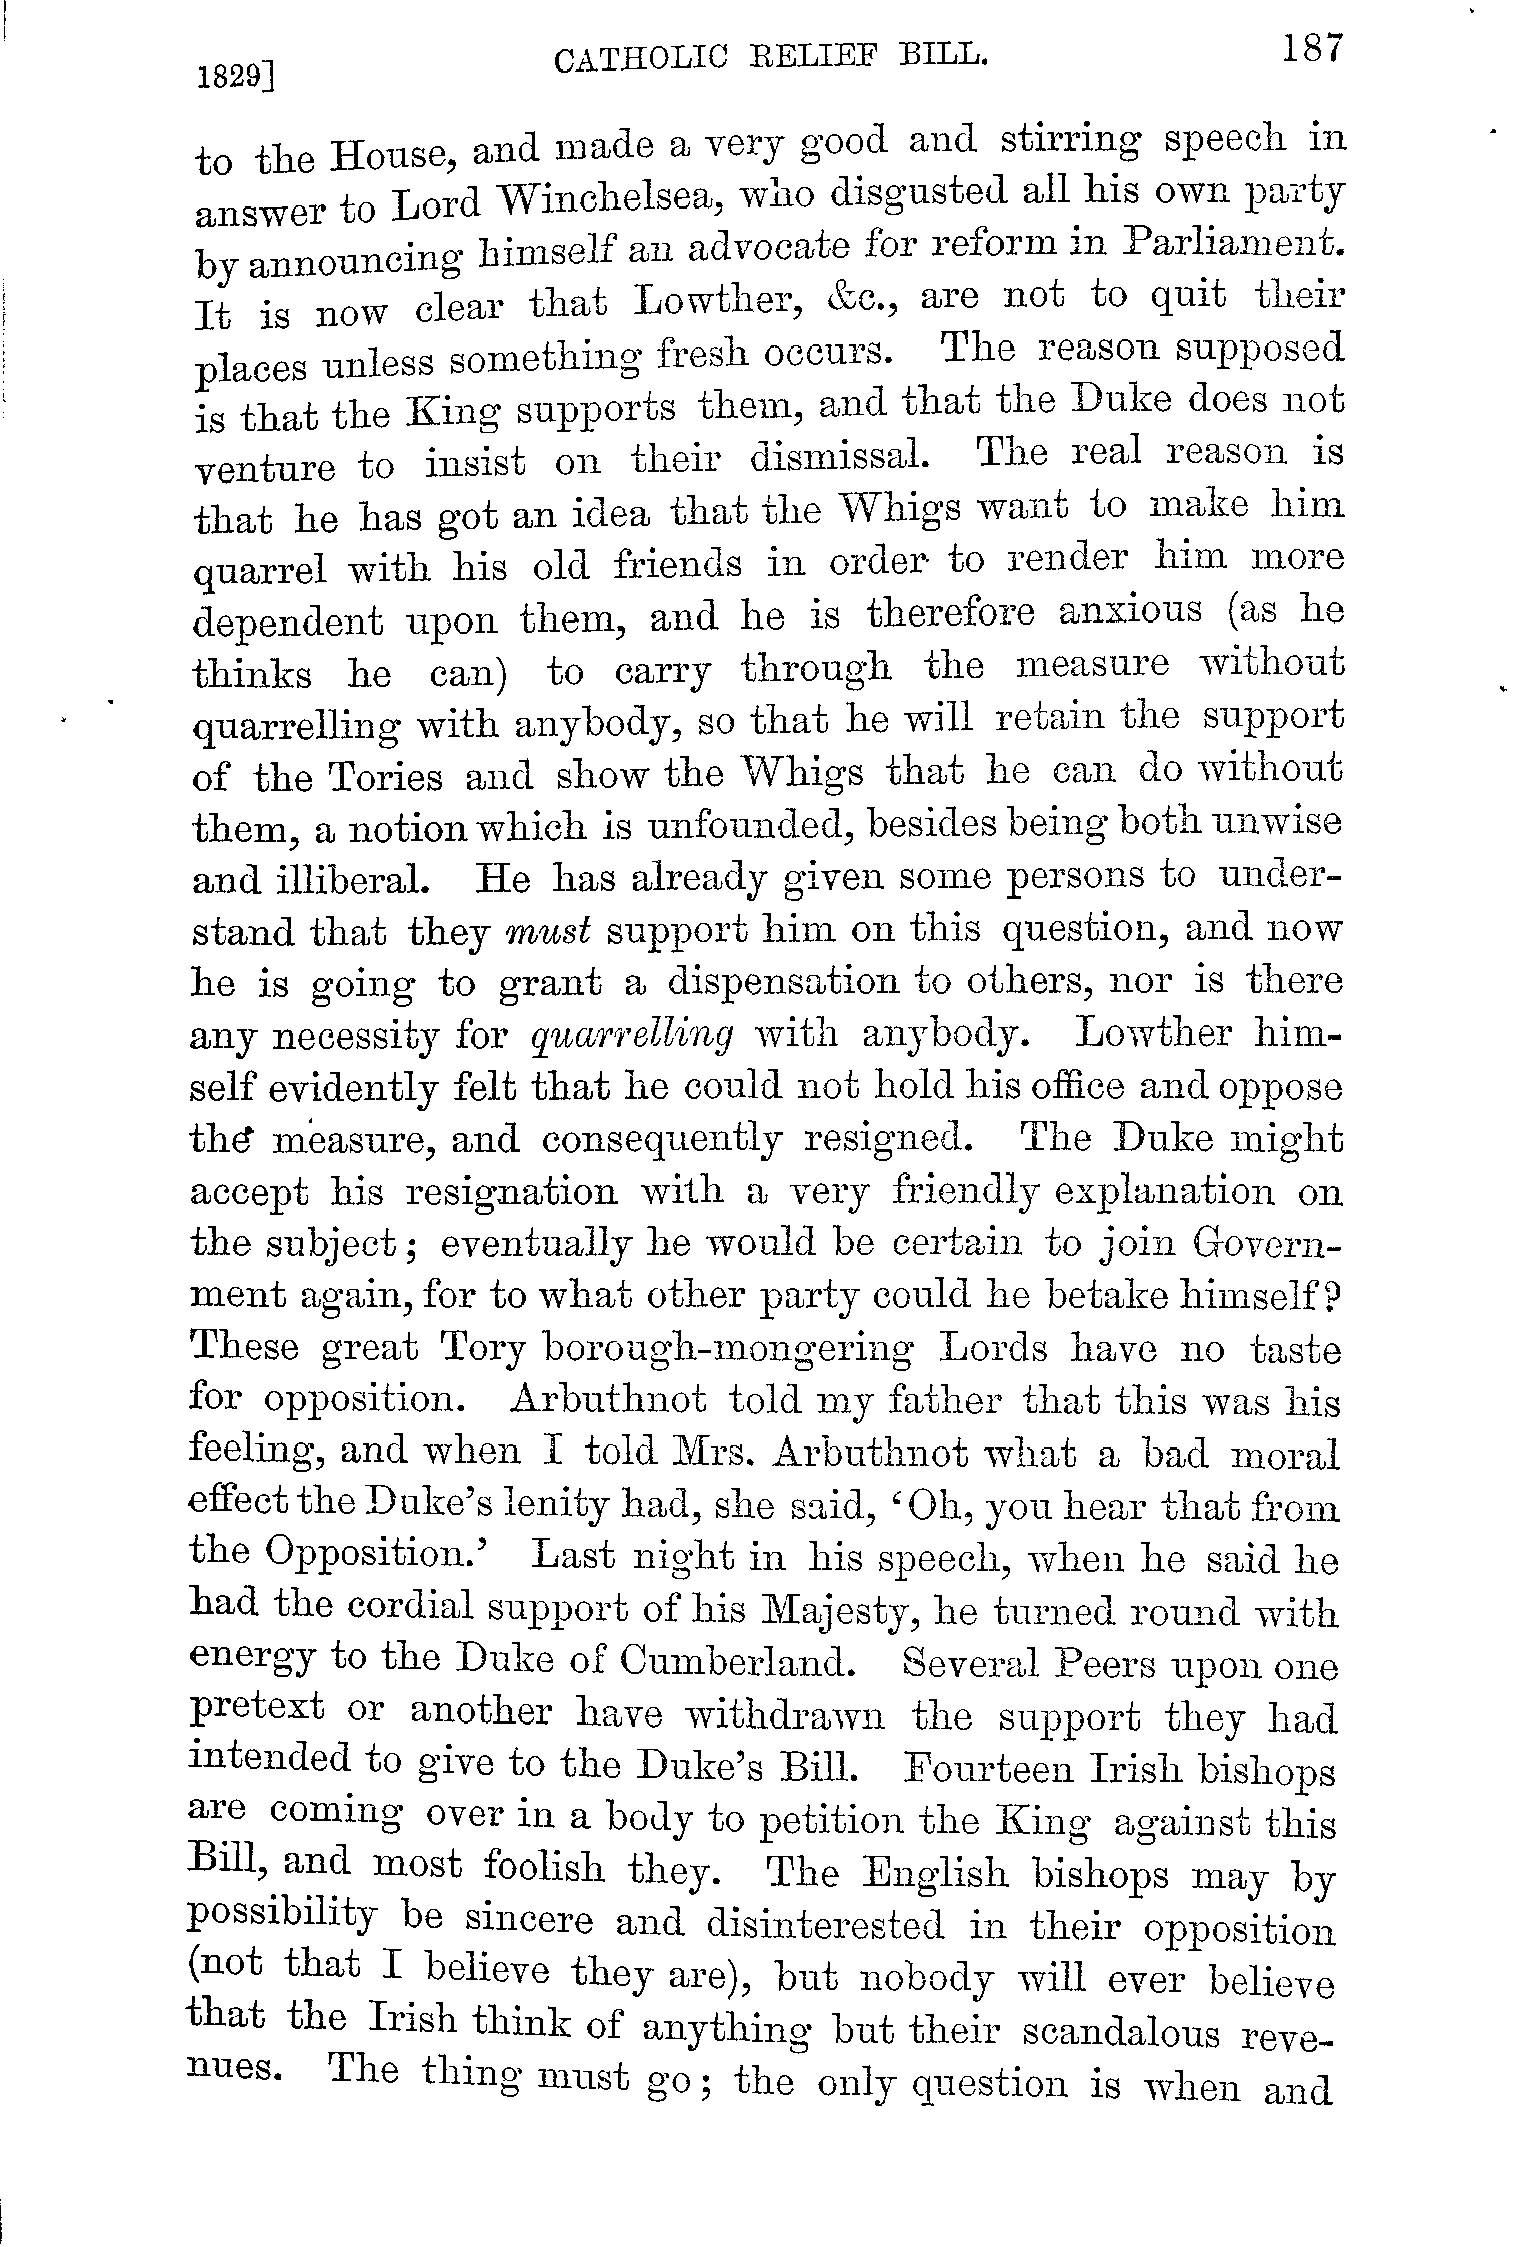 1829] CATHOLIC RELIEF BILL. 187
to the House, and made a very good and stirring speech in
answer to Lord Winchelsea, who disgusted all his own party
by announcing himself an advocate for reform in Parliament.
It is now clear that Lowther, &c., are not to quit their
places unless something fresh occurs. The reason supposed
is that the King supports them, and that the Duke does not
venture to insist on their dismissal. The real reason is
that he has got an idea that the Whigs want to make him
quarrel with his old friends in order to render him more
dependent upon them, and he is therefore anxious (as he
thinks he can) to carry through the measure without
quarrelling with anybody, so that he will retain the support
of the Tories and show the Whigs that he can do without
them, a notion which is unfounded, besides being both unwise
and illiberal. He has already given some persons to under-
stand that they must support him on this question, and now
he is going to grant a dispensation to others, nor is there
any necessity for quarrelling with anybody. Lowther him-
self evidently felt that he could not hold his office and oppose
the measure, and consequently resigned. The Duke might
accept his resignation with a very friendly explanation on
the subject; eventually he would be certain to join Govern-
ment again, for to what other party could he betake himself?
These great Tory borough-mongering Lords have no taste
for opposition. Arbuthnot told my father that this was his
feeling, and when I told Mrs. Arbuthnot what a bad moral
effect the Duke's lenity had, she said, 'Oh, you hear that from
the Opposition.' Last night in his speech, when he said he
had the cordial support of his Majesty, he turned round with
energy to the Duke of Cumberland. Several Peers upon one
pretext or another have withdrawn the support they had
intended to give to the Duke's Bill. Fourteen Irish bishops
are coming over in a body to petition the King against this
Bill, and most foolish they. The English bishops may by
possibility be sincere and disinterested in their opposition
(not that I believe they are), but nobody will ever believe
that the Irish think of anything but their scandalous reve-
nues. The thing must go; the only question is when and